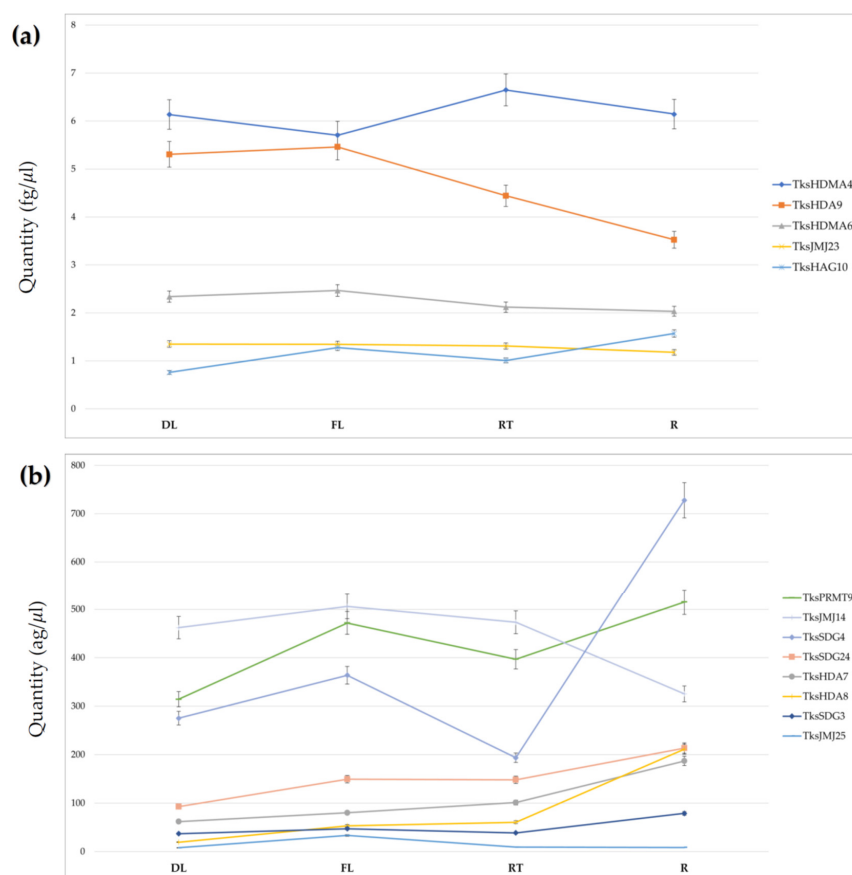 (a)
8
7
6
5
4
3
2
1
0
Quantity (fg/µl)
DL FL RT R
TksHDMA4
TksHDA9
TksHDMA6
TksJMJ23
TksHAG10
(b)
800
700
600
500
400
300
200
100
0
Quantity (ag/µl)
DL FL RT R
TksPRMT9
TksJMJ14
TksSDG4
TksSDG24
TksHDA7
TksHDA8
TksSDG3
TksJMJ25